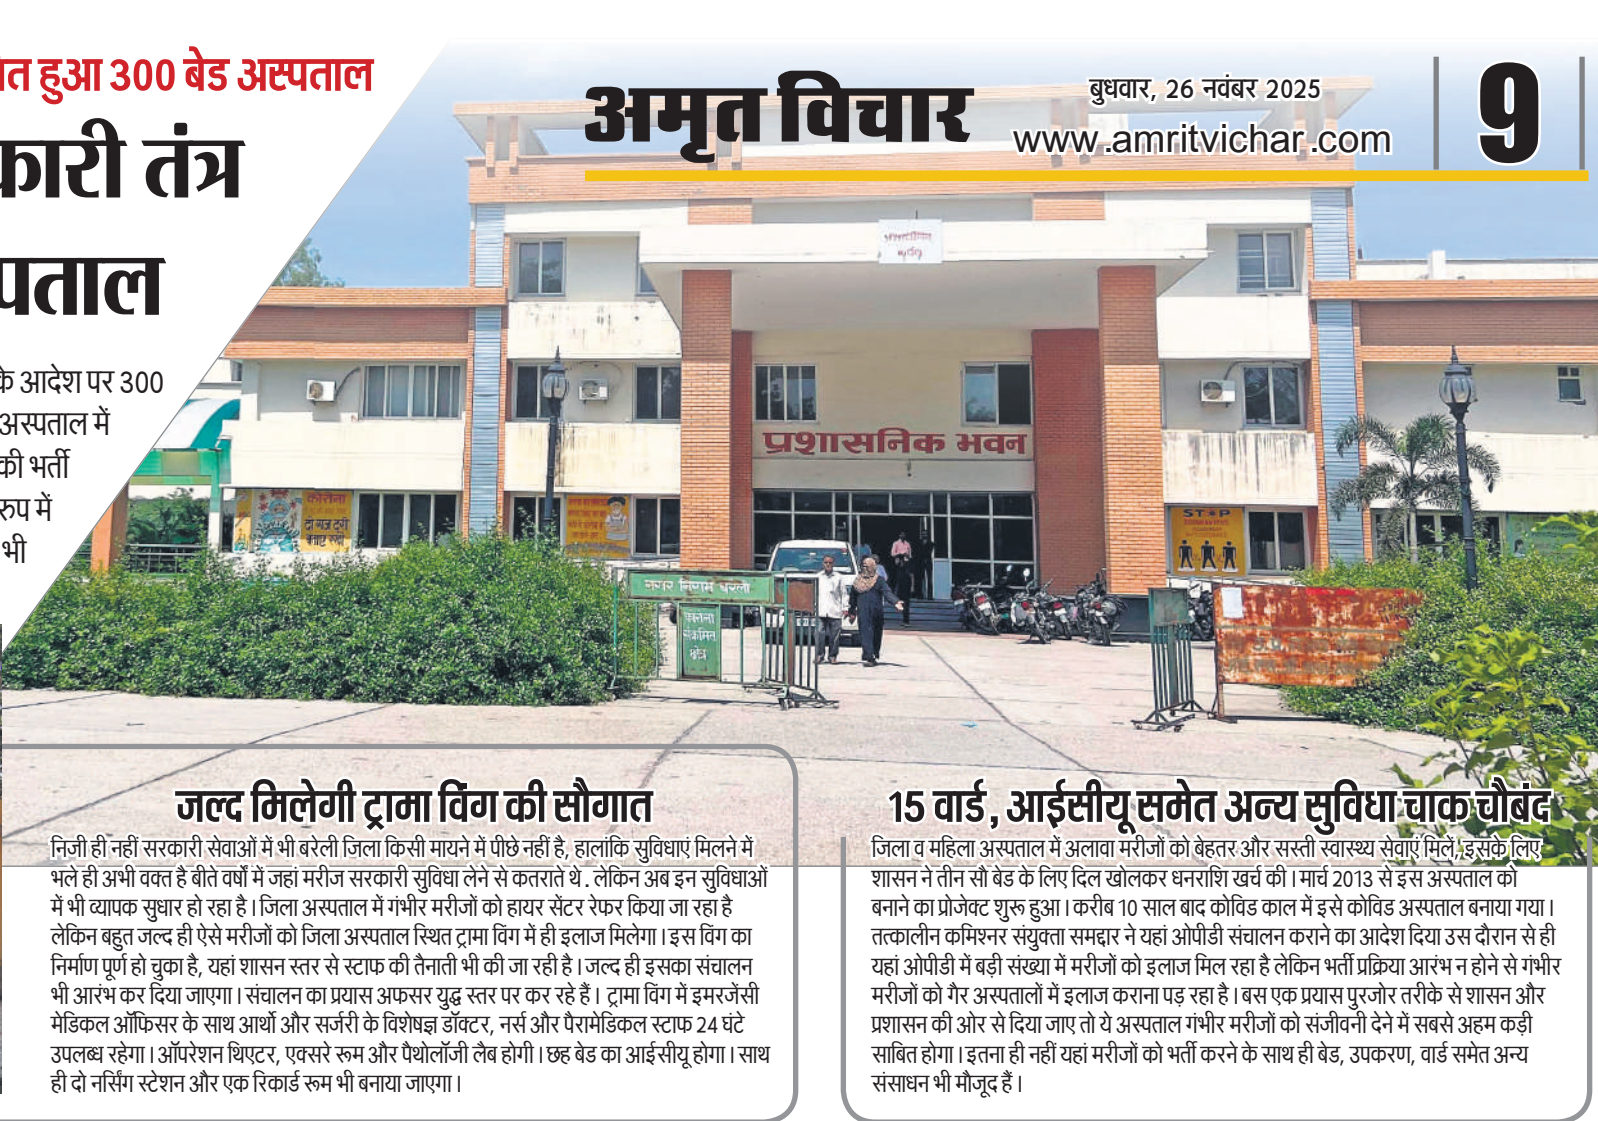 हुआ 300 बेड अस्पताल
तंत्र
के आदेश पर 300
अस्पताल में
की भर्ती
रुप में
भी
अमृत विचार
बुधवार, 26 नवंबर 2025
www.amritvichar.com
9
प्रशासनिक भवन
कोरोना
दो गज दूरी
STOP
नगर निगम बरेली
कोरोना
संक्रमित
क्षेत्र
जल्द मिलेगी ट्रामा विंग की सौगात
निजी ही नहीं सरकारी सेवाओं में भी बरेली जिला किसी मायने में पीछे नहीं है, हालांकि सुविधाएं मिलने में
भले ही अभी वक्त है बीते वर्षों में जहां मरीज सरकारी सुविधा लेने से कतराते थे . लेकिन अब इन सुविधाओं
में भी व्यापक सुधार हो रहा है । जिला अस्पताल में गंभीर मरीजों को हायर सेंटर रेफर किया जा रहा है
लेकिन बहुत जल्द ही ऐसे मरीजों को जिला अस्पताल स्थित ट्रामा विंग में ही इलाज मिलेगा । इस विंग का
निर्माण पूर्ण हो चुका है, यहां शासन स्तर से स्टाफ की तैनाती भी की जा रही है । जल्द ही इसका संचालन
भी आरंभ कर दिया जाएगा । संचालन का प्रयास अफसर युद्ध स्तर पर कर रहे हैं । ट्रामा विंग में इमरजेंसी
मेडिकल ऑफिसर के साथ आर्थो और सर्जरी के विशेषज्ञ डॉक्टर, नर्स और पैरामेडिकल स्टाफ 24 घंटे
उपलब्ध रहेगा । ऑपरेशन थिएटर, एक्सरे रूम और पैथोलॉजी लैब होगी । छह बेड का आईसीयू होगा । साथ
ही दो नर्सिंग स्टेशन और एक रिकार्ड रूम भी बनाया जाएगा ।
15 वार्ड , आईसीयू समेत अन्य सुविधा चाक चौबंद
जिला व महिला अस्पताल में अलावा मरीजों को बेहतर और सस्ती स्वास्थ्य सेवाएं मिलें, इसके लिए
शासन ने तीन सौ बेड के लिए दिल खोलकर धनराशि खर्च की । मार्च 2013 से इस अस्पताल को
बनाने का प्रोजेक्ट शुरू हुआ । करीब 10 साल बाद कोविड काल में इसे कोविड अस्पताल बनाया गया ।
तत्कालीन कमिश्नर संयुक्ता समद्दार ने यहां ओपीडी संचालन कराने का आदेश दिया उस दौरान से ही
यहां ओपीडी में बड़ी संख्या में मरीजों को इलाज मिल रहा है लेकिन भर्ती प्रक्रिया आरंभ न होने से गंभीर
मरीजों को गैर अस्पतालों में इलाज कराना पड़ रहा है । बस एक प्रयास पुरजोर तरीके से शासन और
प्रशासन की ओर से दिया जाए तो ये अस्पताल गंभीर मरीजों को संजीवनी देने में सबसे अहम कड़ी
साबित होगा । इतना ही नहीं यहां मरीजों को भर्ती करने के साथ ही बेड, उपकरण, वार्ड समेत अन्य
संसाधन भी मौजूद हैं ।